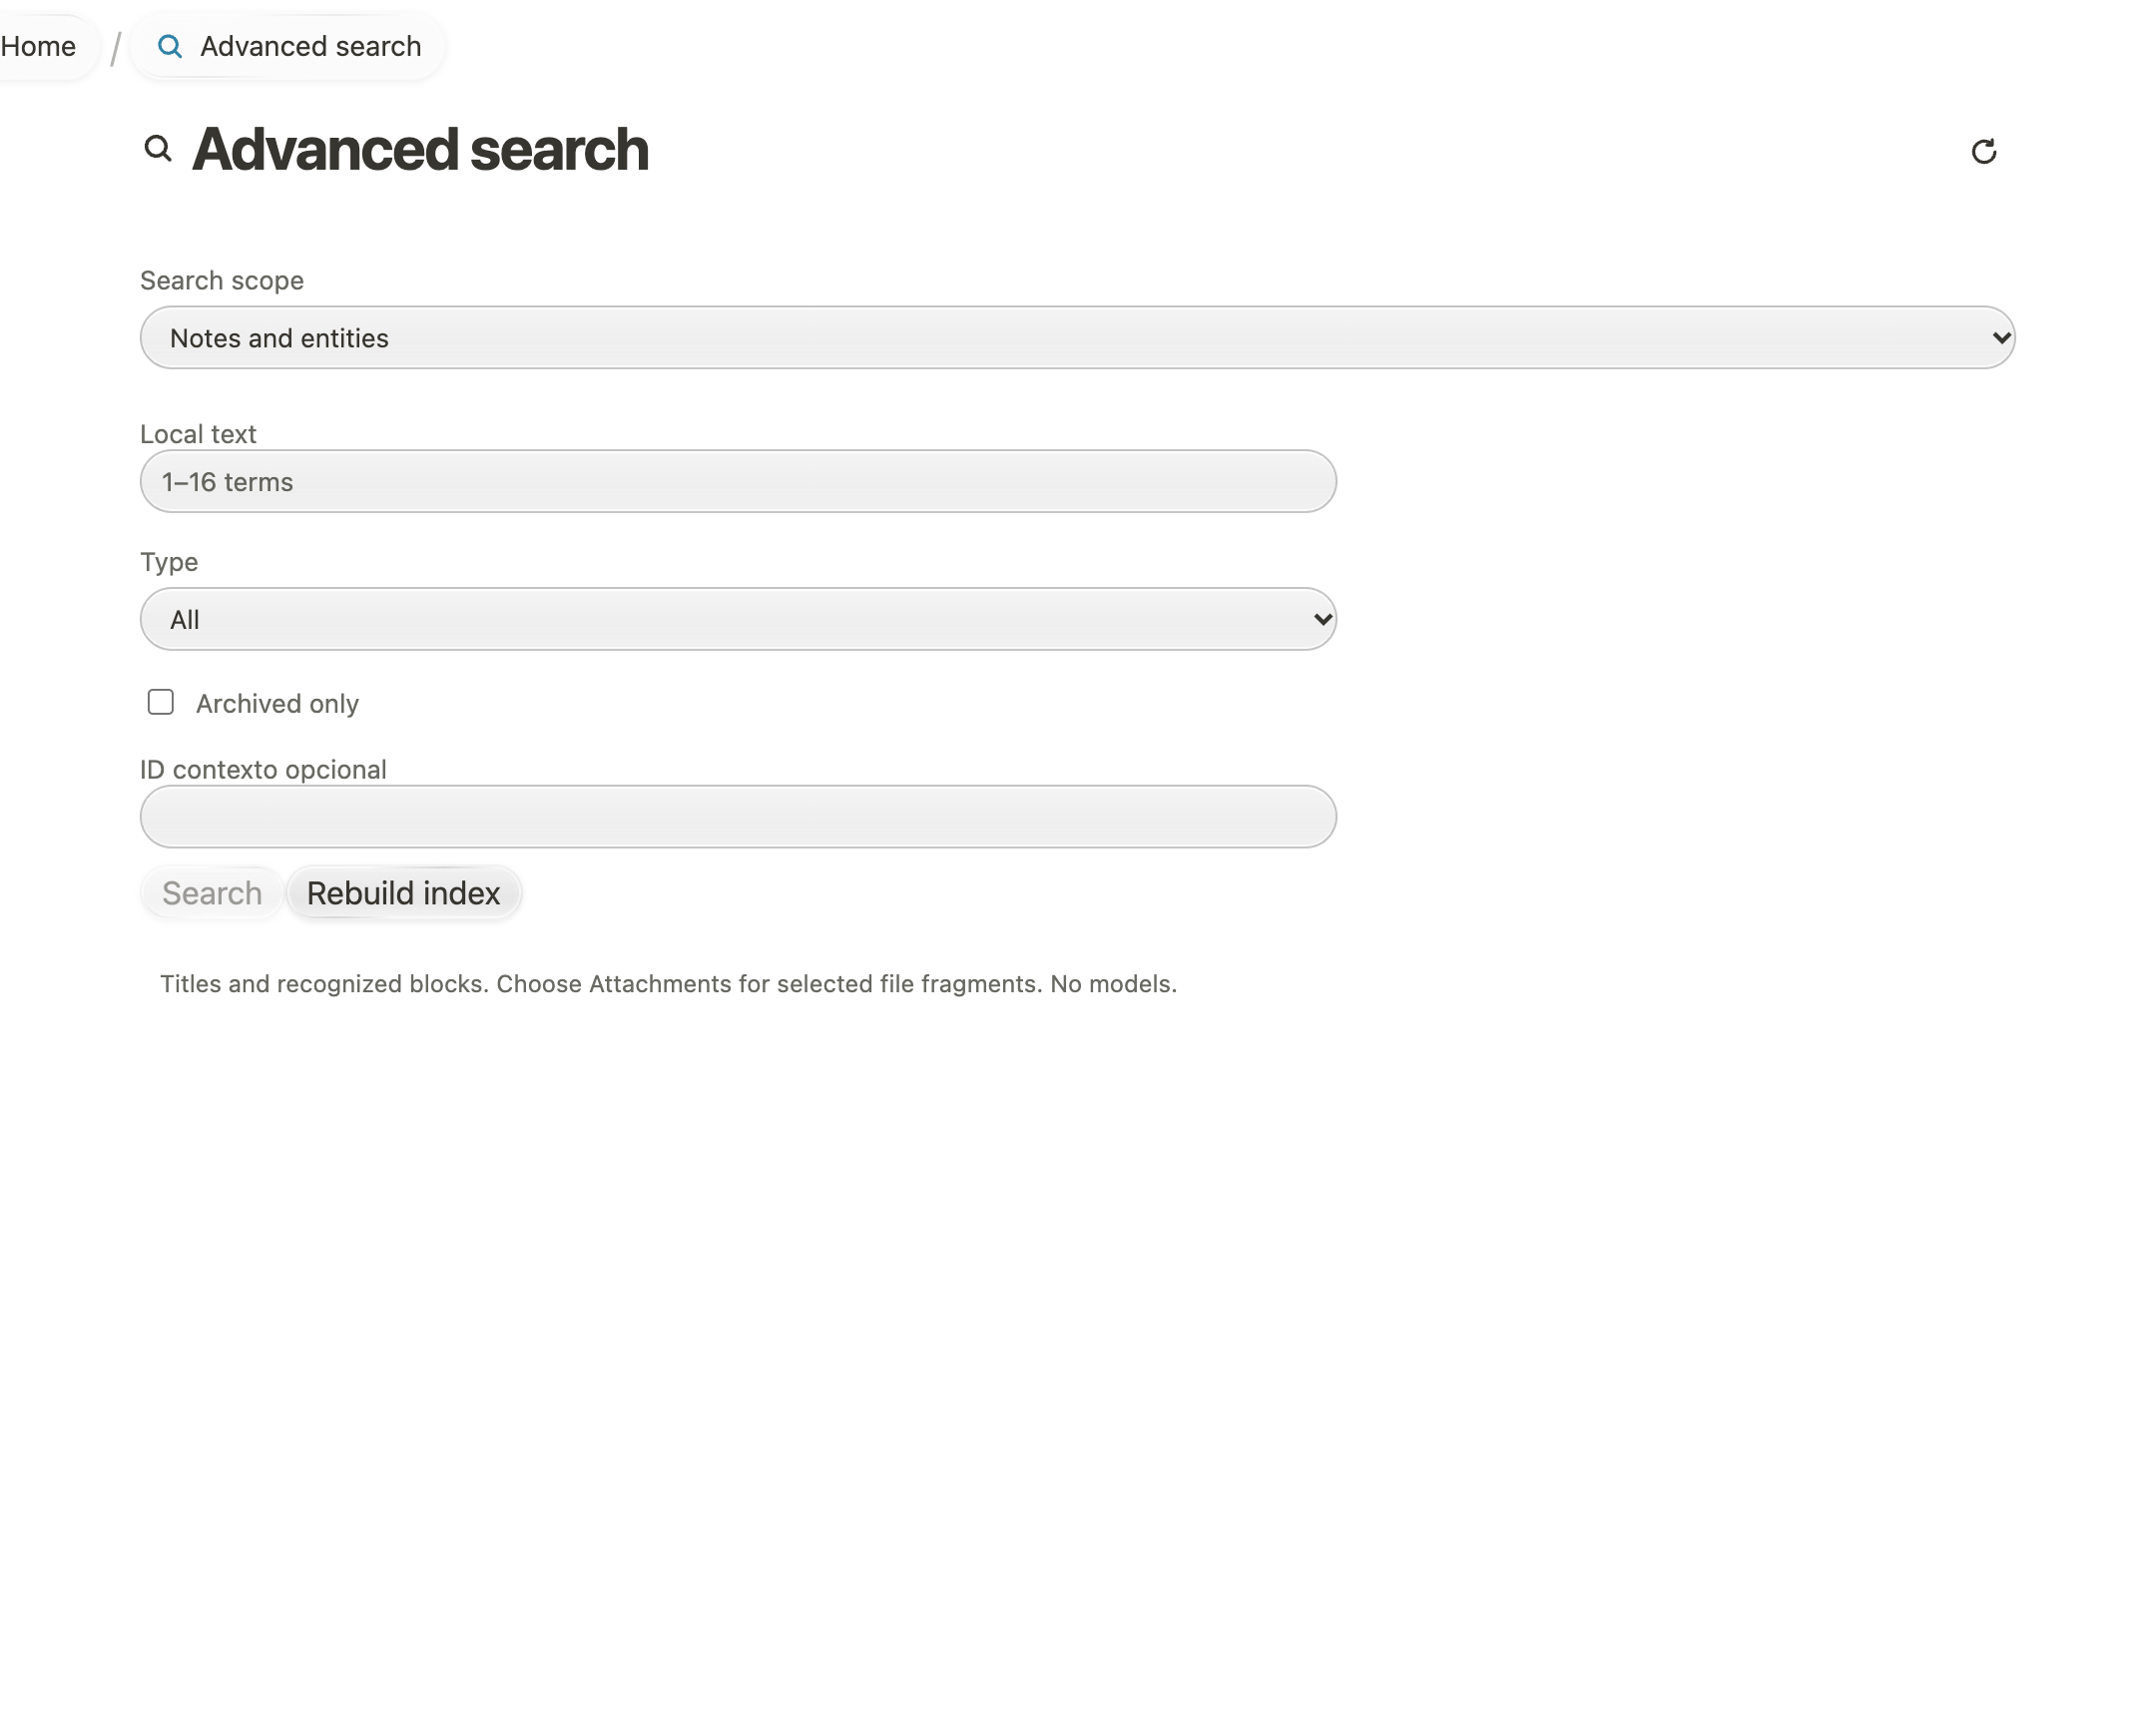 Home / Advanced search
Advanced search
Search scope
Notes and entities
Local text
1–16 terms
Type
All
Archived only
ID contexto opcional
Search Rebuild index
Titles and recognized blocks. Choose Attachments for selected file fragments. No models.